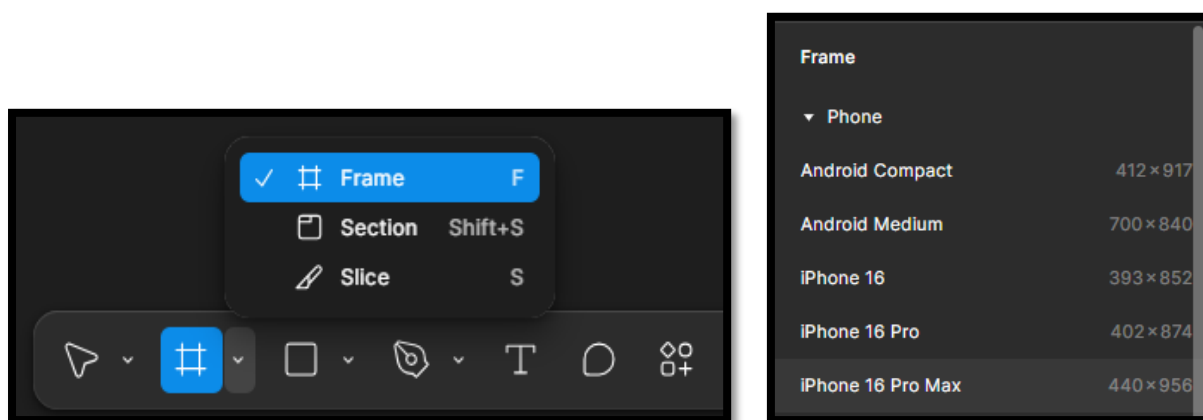 Frame F
Section Shift+S
Slice S
T
Frame
Phone
Android Compact 412×917
Android Medium 700×840
iPhone 16 393×852
iPhone 16 Pro 402×874
iPhone 16 Pro Max 440×956